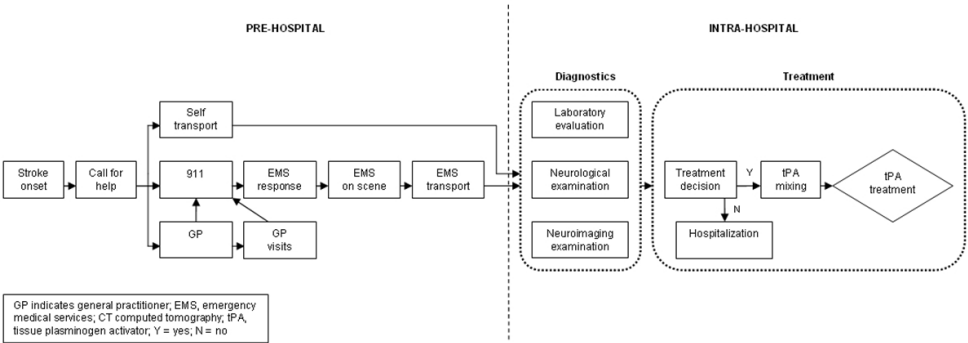 PRE-HOSPITAL
INTRA-HOSPITAL
Diagnostics
Treatment
Self
transport
Laboratory
evaluation
Stroke
onset
Call for
help
911
EMS
response
EMS
on scene
EMS
transport
Neurological
examination
Treatment
decision
Y
tPA
mixing
tPA
treatment
N
GP
GP
visits
Neuroimaging
examination
Hospitalization
GP indicates general practitioner; EMS, emergency
medical services; CT computed tomography; tPA,
tissue plasminogen activator; Y = yes; N = no